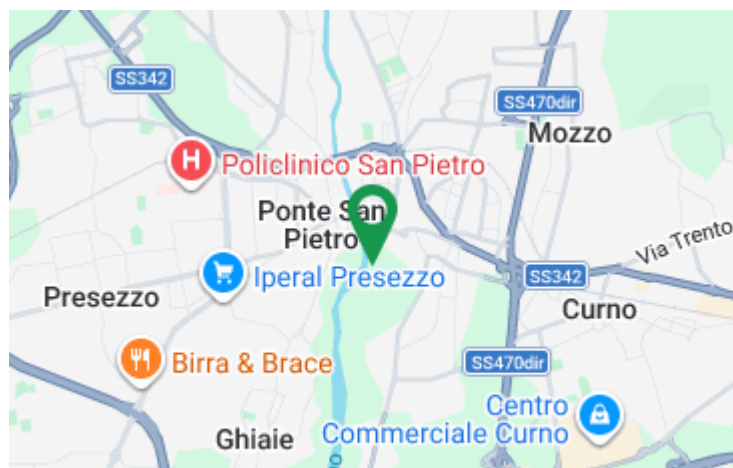 SS342
SS470dir
Mozzo
H
Policlinico San Pietro
Ponte San
Pietro
Via Trento
Iperal Presezzo
SS342
Presezzo
Curno
Birra & Brace
SS470dir
Centro
Commerciale Curno
Ghiaie